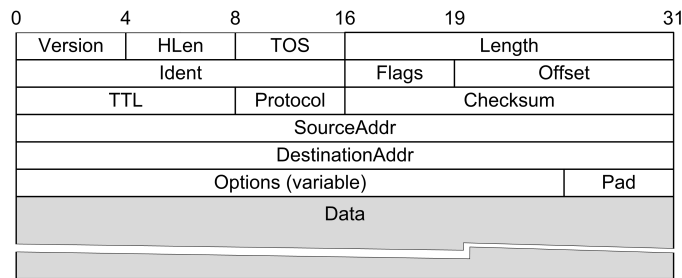 0 4 8 16 19 31
Version HLen TOS Length
Ident Flags Offset
TTL Protocol Checksum
SourceAddr
DestinationAddr
Options (variable) Pad
Data